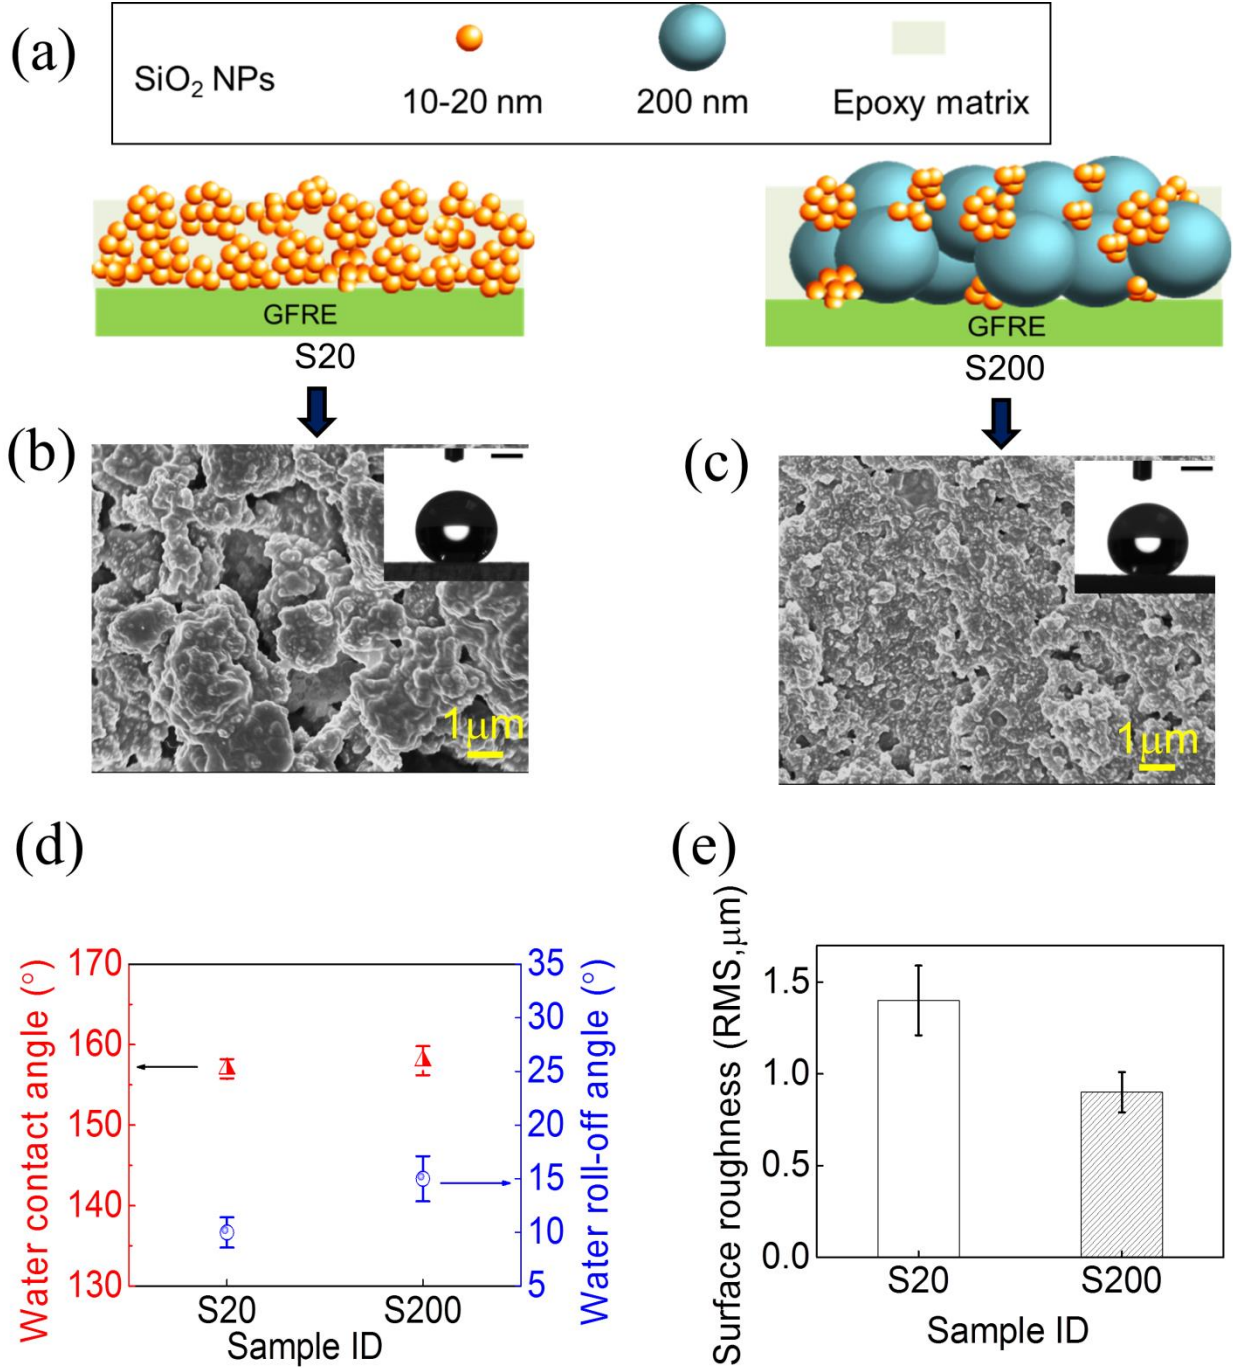 (a)
SiO2 NPs
10-20 nm
200 nm
Epoxy matrix
GFRE
S20
GFRE
S200
(b)
1μm
(c)
1μm
(d)
Water contact angle (°)
170
160
150
140
130
35
30
25
20
15
10
5
Water roll-off angle (°)
S20
S200
Sample ID
(e)
Surface roughness (RMS,μm)
1.5
1.0
0.5
0.0
S20
S200
Sample ID